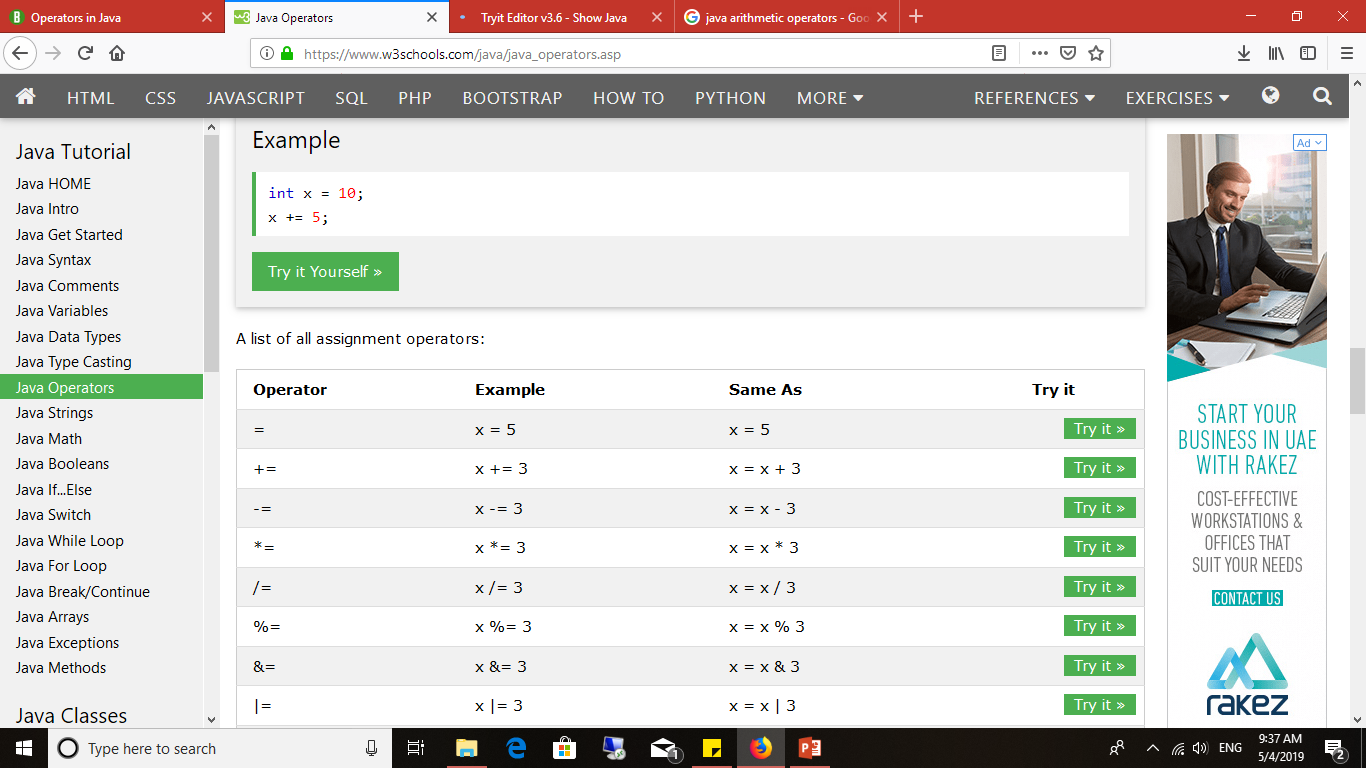 Operators in Java
Java Operators
Tryit Editor v3.6 - Show Java
java arithmetic operators - Goo
https://www.w3schools.com/java/java_operators.asp
HTML CSS JAVASCRIPT SQL PHP BOOTSTRAP HOW TO PYTHON MORE REFERENCES EXERCISES
Java Tutorial
Java HOME
Java Intro
Java Get Started
Java Syntax
Java Comments
Java Variables
Java Data Types
Java Type Casting
Java Operators
Java Strings
Java Math
Java Booleans
Java If...Else
Java Switch
Java While Loop
Java For Loop
Java Break/Continue
Java Arrays
Java Exceptions
Java Methods
Java Classes
Example
int x = 10;
x += 5;
Try it Yourself »
A list of all assignment operators:
Operator Example Same As Try it
= x = 5 x = 5 Try it »
+= x += 3 x = x + 3 Try it »
-= x -= 3 x = x - 3 Try it »
*= x *= 3 x = x * 3 Try it »
/= x /= 3 x = x / 3 Try it »
%= x %= 3 x = x % 3 Try it »
&= x &= 3 x = x & 3 Try it »
|= x |= 3 x = x | 3 Try it »
Ad
START YOUR
BUSINESS IN UAE
WITH RAKEZ
COST-EFFECTIVE
WORKSTATIONS &
OFFICES THAT
SUIT YOUR NEEDS
CONTACT US
rakez
Type here to search
1
ENG
9:37 AM
5/4/2019
2